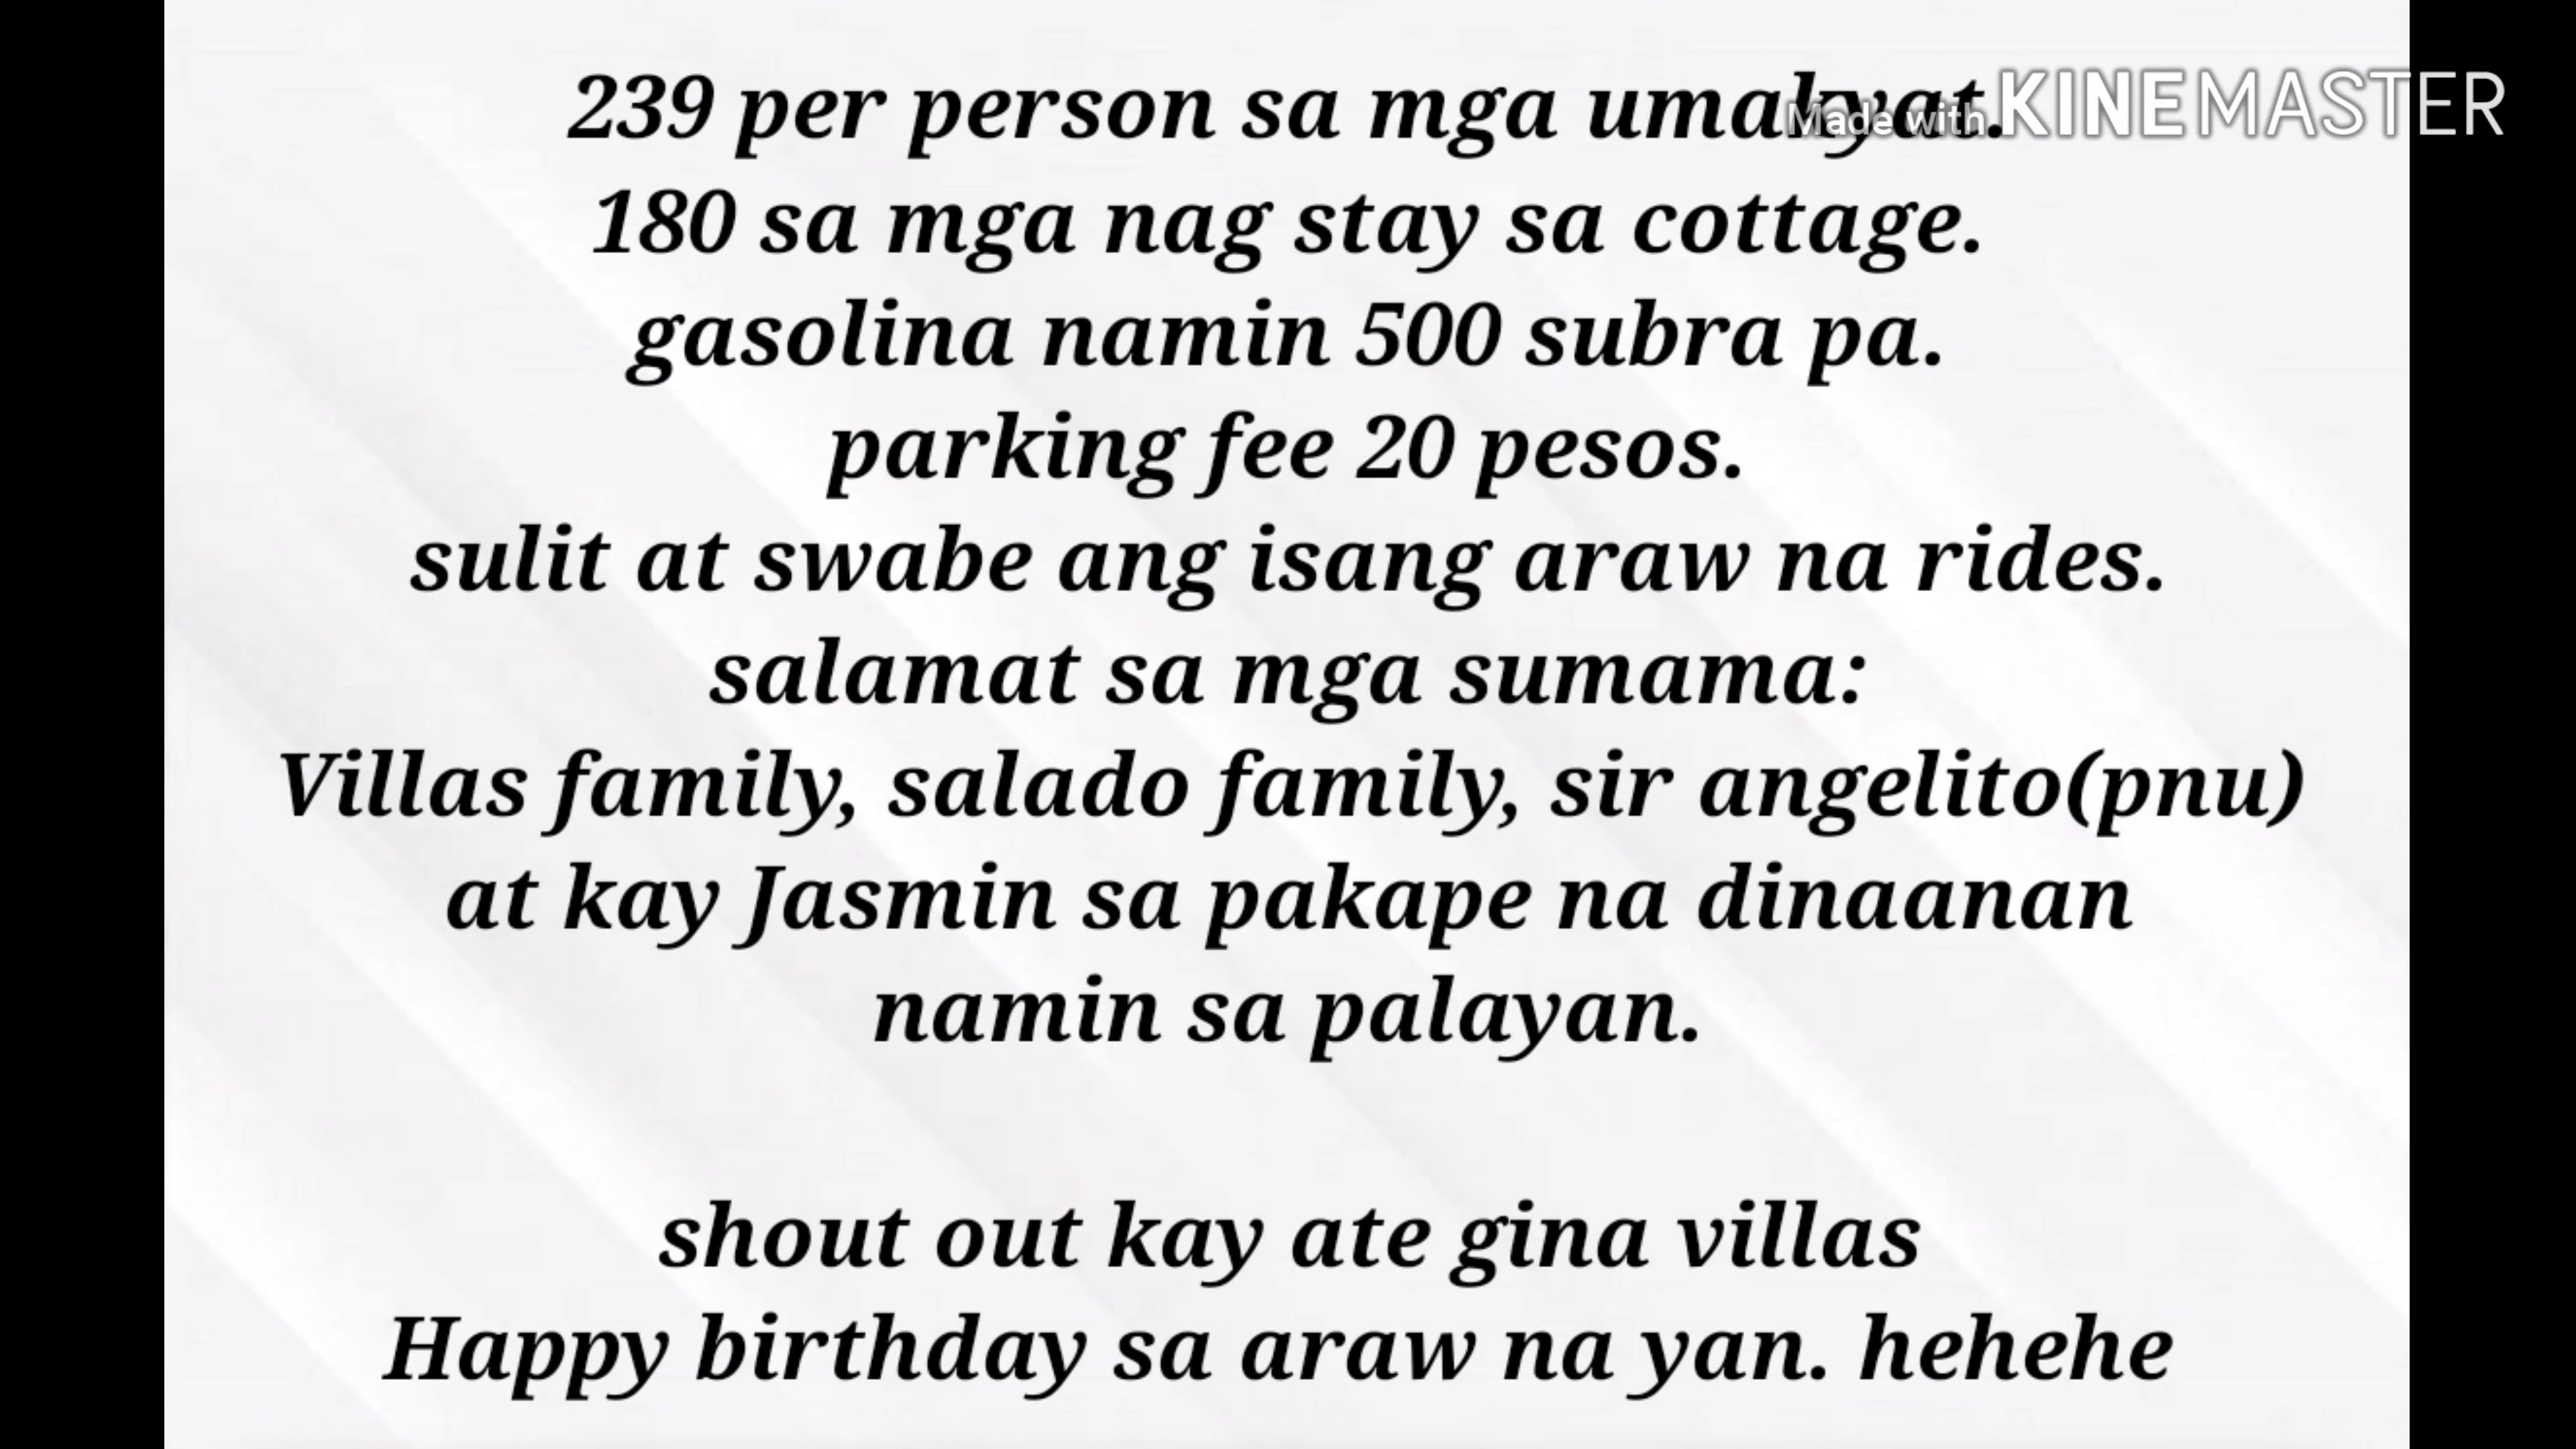 239 per person sa mga umakyat.
Made with KINEMASTER
180 sa mga nag stay sa cottage.
gasolina namin 500 subra pa.
parking fee 20 pesos.
sulit at swabe ang isang araw na rides.
salamat sa mga sumama:
Villas family, salado family, sir angelito(pnu)
at kay Jasmin sa pakape na dinaanan
namin sa palayan.
shout out kay ate gina villas
Happy birthday sa araw na yan. hehehe